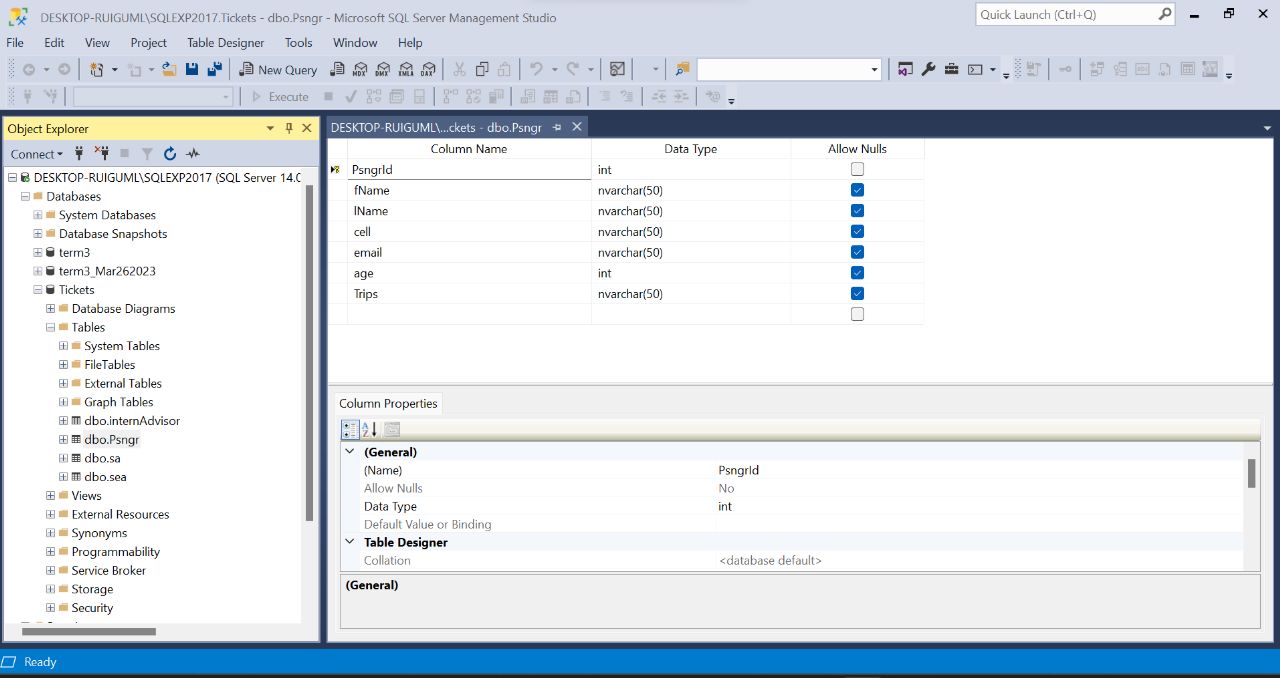 DESKTOP-RUIGUML\SQLEXP2017.Tickets - dbo.Psngr - Microsoft SQL Server Management Studio
Quick Launch (Ctrl+Q)
File Edit View Project Table Designer Tools Window Help
New Query MDX DMX XMLA DAX
Execute
Object Explorer
Connect
DESKTOP-RUIGUML\SQLEXP2017 (SQL Server 14.0
Databases
System Databases
Database Snapshots
term3
term3_Mar262023
Tickets
Database Diagrams
Tables
System Tables
FileTables
External Tables
Graph Tables
dbo.internAdvisor
dbo.Psngr
dbo.sa
dbo.sea
Views
External Resources
Synonyms
Programmability
Service Broker
Storage
Security
DESKTOP-RUIGUML\...ckets - dbo.Psngr
Column Name Data Type Allow Nulls
PsngrId int
fName nvarchar(50)
lName nvarchar(50)
cell nvarchar(50)
email nvarchar(50)
age int
Trips nvarchar(50)
Column Properties
(General)
(Name) PsngrId
Allow Nulls No
Data Type int
Default Value or Binding
Table Designer
Collation <database default>
(General)
Ready